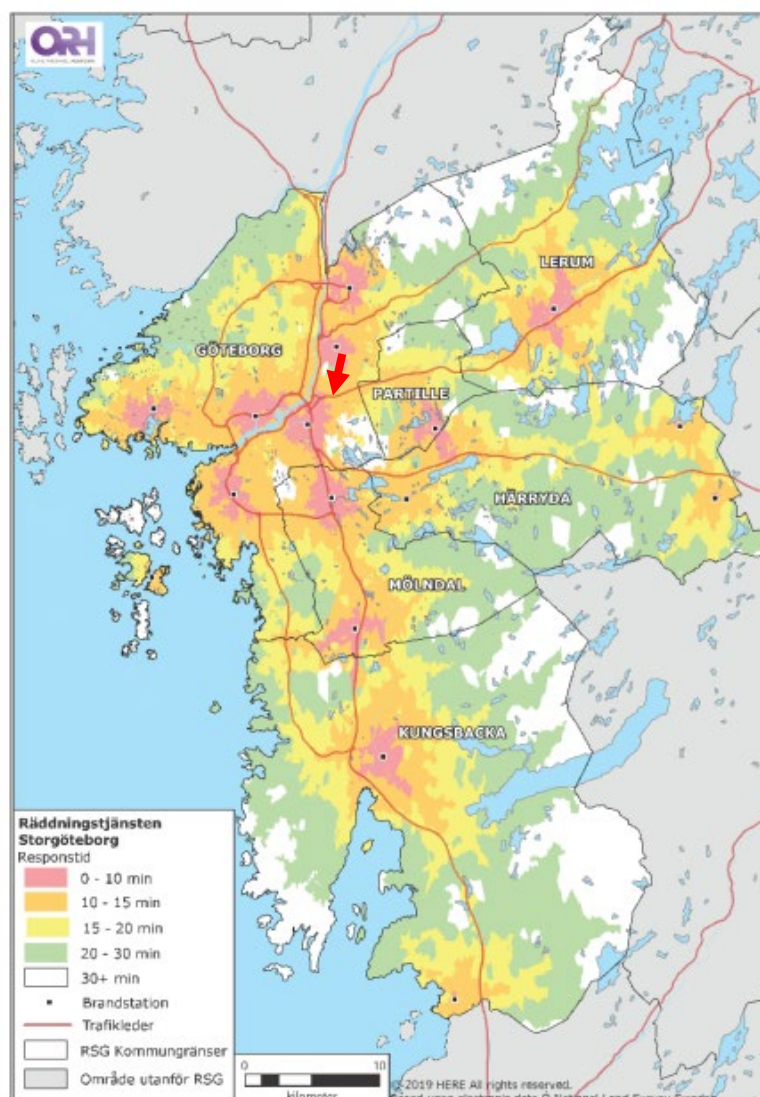 ORH
LERUM
GÖTEBORG
PARTILLE
HÄRRYDA
MÖLNDAL
KUNGSBACKA
Räddningstjänsten
Storgöteborg
Responstid
0 - 10 min
10 - 15 min
15 - 20 min
20 - 30 min
30+ min
Brandstation
Trafikleder
RSG Kommungränser
Område utanför RSG
0 10
kilometer
2019 HERE All rights reserved.